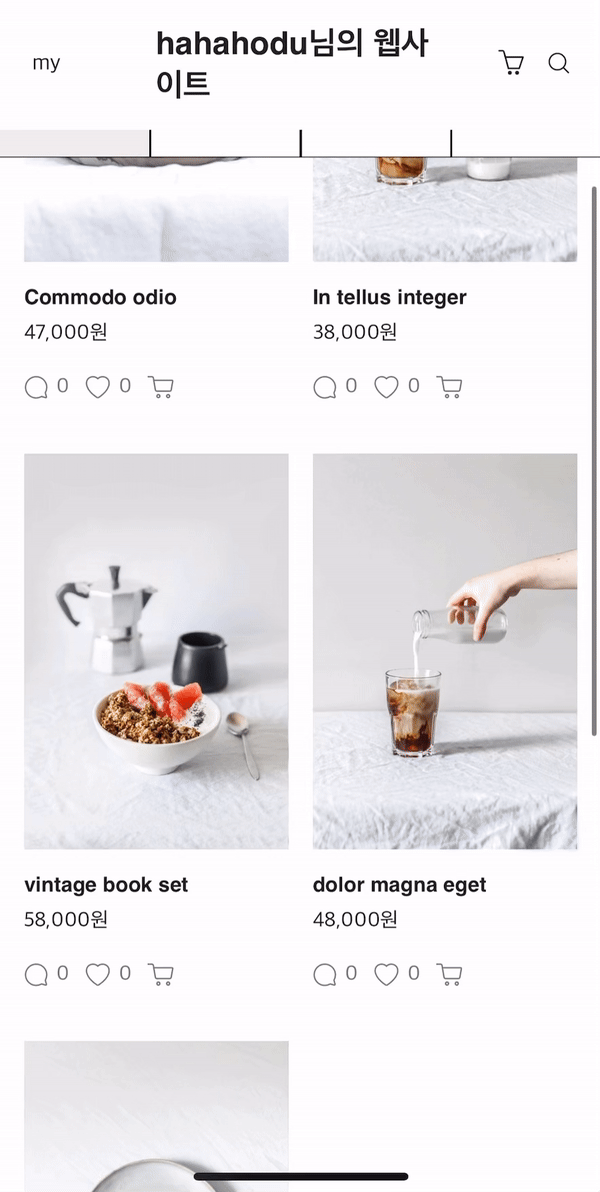 my
hahahodu님의 웹사
이트
Commodo odio
In tellus integer
47,000원
38,000원
0 0
0 0
vintage book set
dolor magna eget
58,000원
48,000원
0 0
0 0